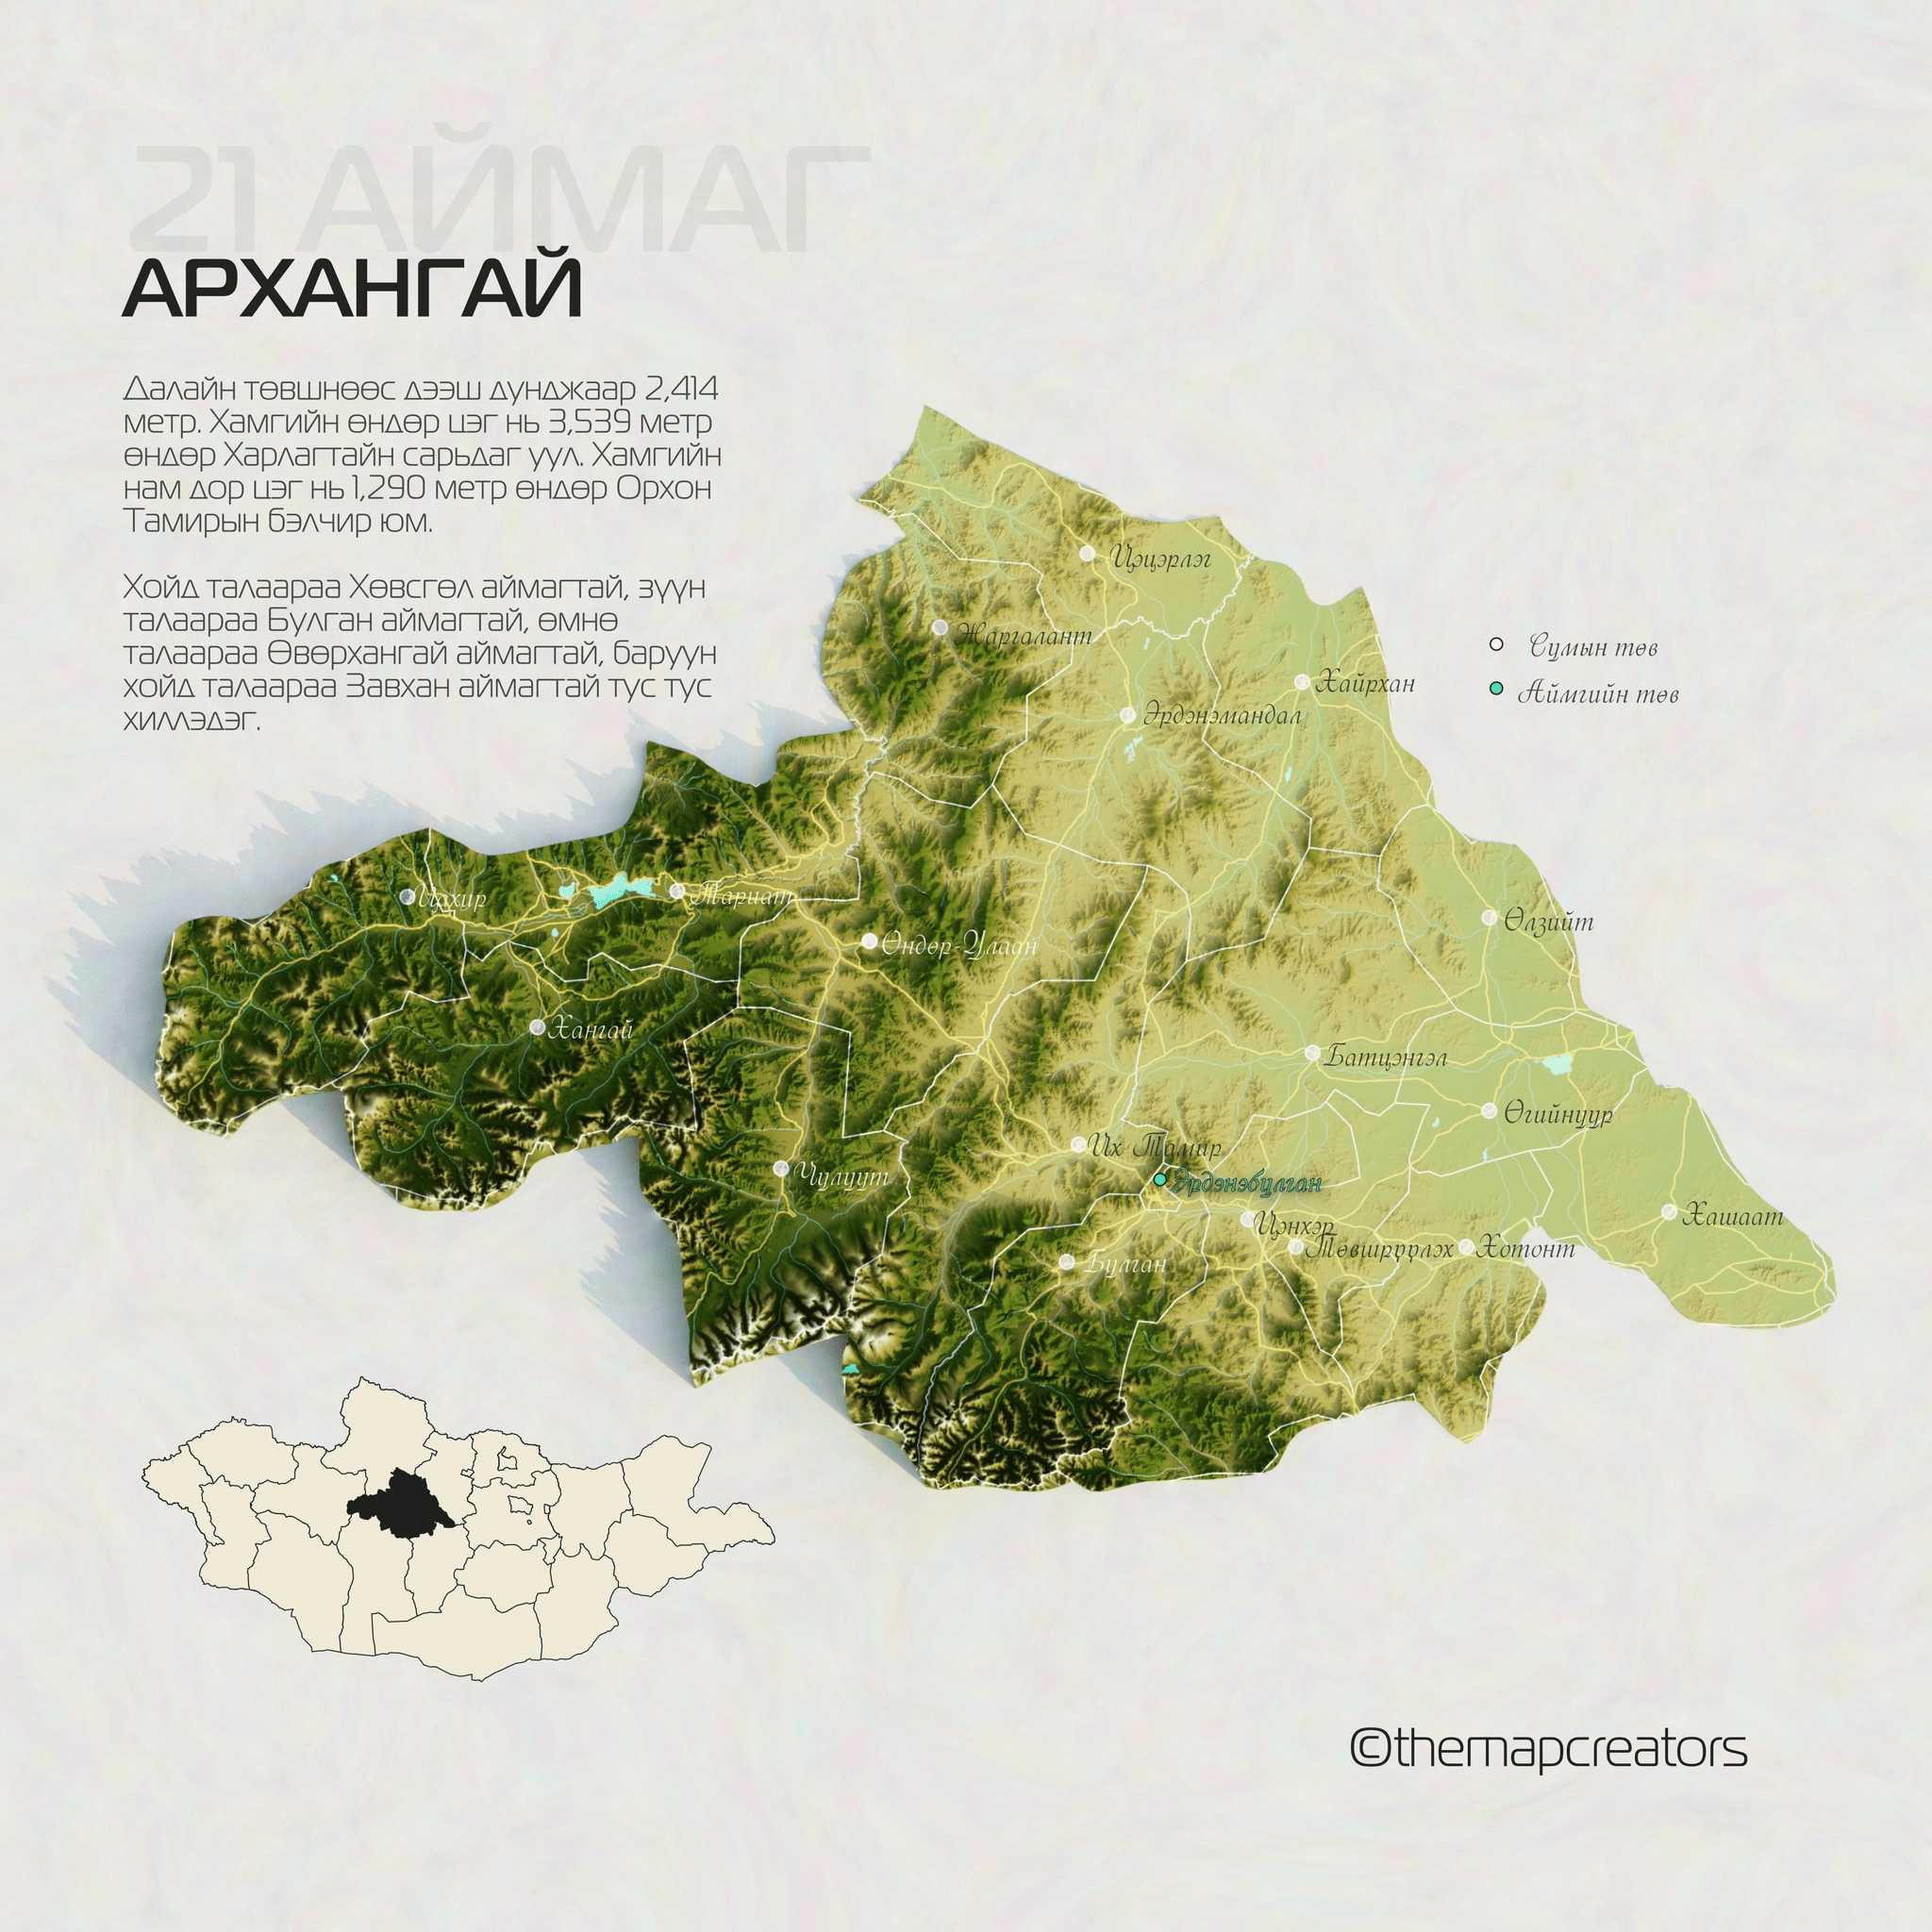 21 АЙМАГ
АРХАНГАЙ
Далайн төвшнөөс дээш дунджаар 2,414
метр. Хамгийн өндөр цэг нь 3,539 метр
өндөр Харлагтайн сарьдаг уул. Хамгийн
нам дор цэг нь 1,290 метр өндөр Орхон
Тамирын бэлчир юм.
Хойд талаараа Хөвсгөл аймагтай, зүүн
талаараа Булган аймагтай, өмнө
талаараа Өвөрхангай аймагтай, баруун
хойд талаараа Завхан аймагтай тус тус
хиллэдэг.
Цэцэрлэг
Жаргалант
Хайрхан
Эрдэнэмандал
Сумын төв
Аймгийн төв
Цахир
Тариат
Өндөр-Улаан
Өлзийт
Хангай
Батцэнгэл
Өгийнуур
Чулуут
Их Тамир
Эрдэнэбулган
Цэнхэр
Төвшрүүлэх
Хотонт
Хашаат
Булган
©themapcreators